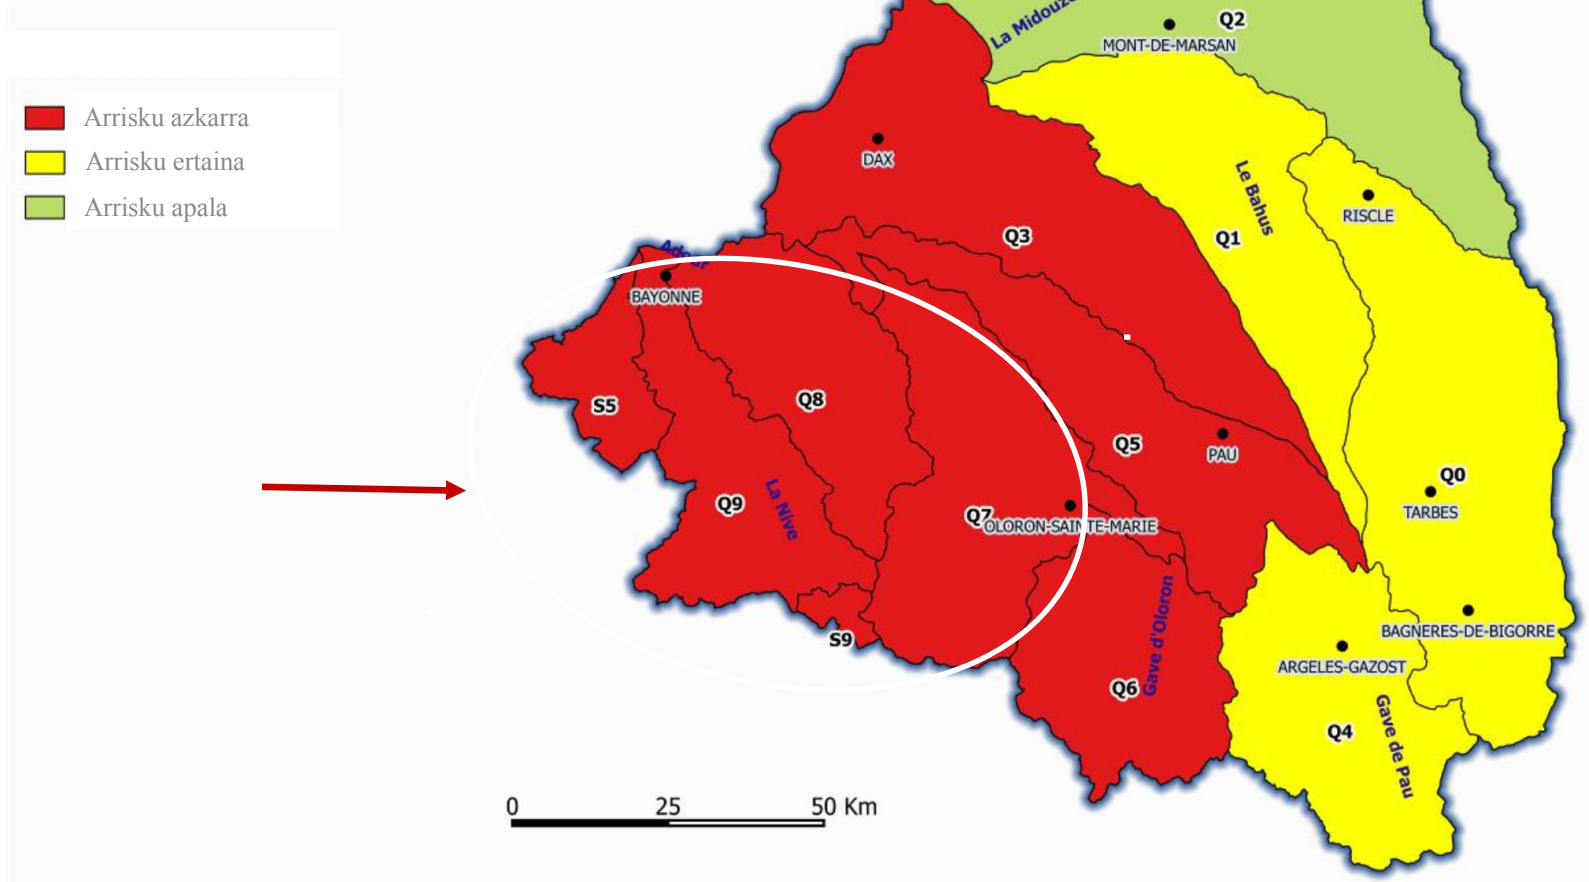 La Midouze
Q2
MONT-DE-MARSAN
Arrisku azkarra
Arrisku ertaina
Arrisku apala
DAX
Le Bahus
RISCLE
Q3
Q1
Adour
BAYONNE
S5
Q8
Q5
PAU
Q9
La Nive
Q7
OLORON-SAINTE-MARIE
Q0
TARBES
S9
Q6
Gave d'Oloron
BAGNERES-DE-BIGORRE
ARGELES-GAZOST
Q4
Gave de Pau
0 25 50 Km